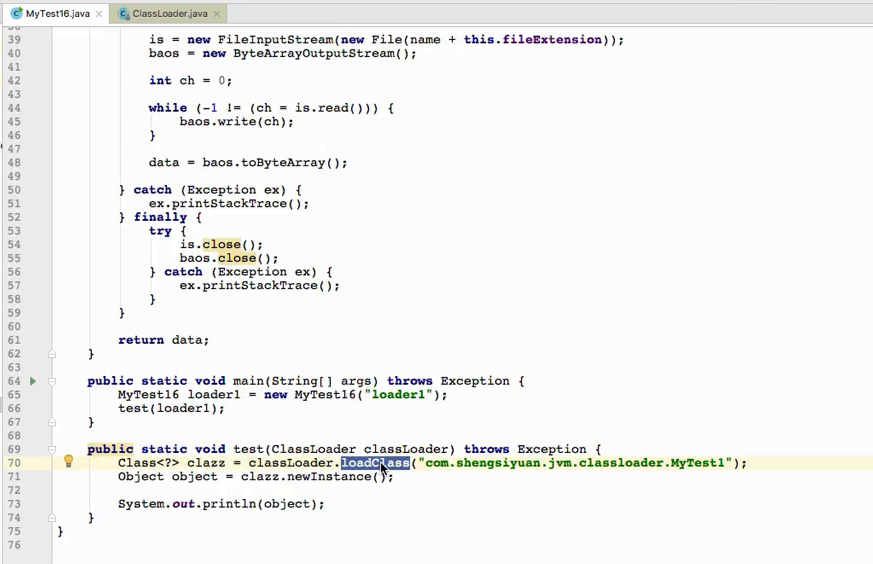 MyTest16.java × ClassLoader.java ×
39 is = new FileInputStream(new File(name + this.fileExtension));
40 baos = new ByteArrayOutputStream();
41
42 int ch = 0;
43
44 while (-1 != (ch = is.read())) {
45 baos.write(ch);
46 }
47
48 data = baos.toByteArray();
49
50 } catch (Exception ex) {
51 ex.printStackTrace();
52 } finally {
53 try {
54 is.close();
55 baos.close();
56 } catch (Exception ex) {
57 ex.printStackTrace();
58 }
59 }
60
61 return data;
62 }
63
64 public static void main(String[] args) throws Exception {
65 MyTest16 loader1 = new MyTest16("loader1");
66 test(loader1);
67 }
68
69 public static void test(ClassLoader classLoader) throws Exception {
70 Class<?> clazz = classLoader.loadClass("com.shengsiyuan.jvm.classloader.MyTest1");
71 Object object = clazz.newInstance();
72
73 System.out.println(object);
74 }
75 }
76